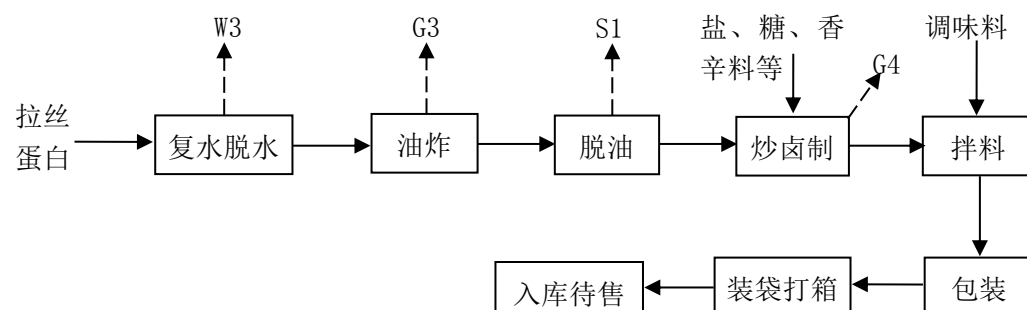 W3
G3
S1
盐、糖、香
辛料等
G4
调味料
拉丝
蛋白
复水脱水
油炸
脱油
炒卤制
拌料
入库待售
装袋打箱
包装